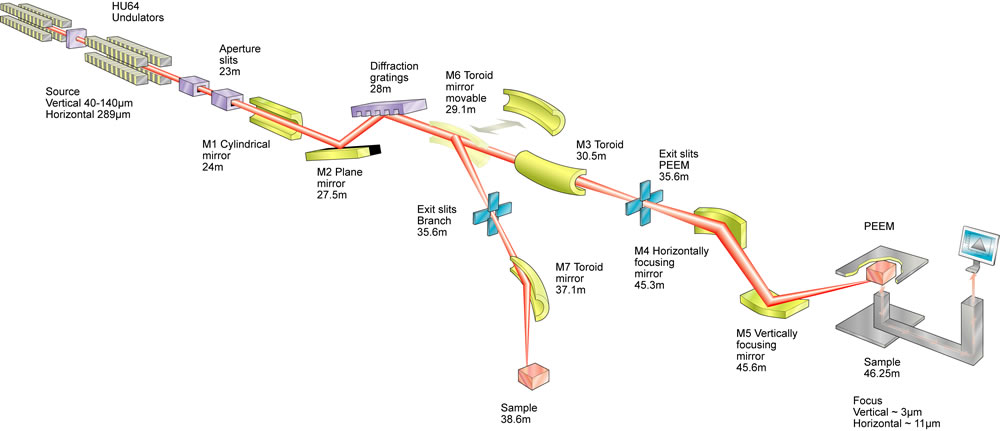 HU64
Undulators
Source
Vertical 40-140µm
Horizontal 289µm
Aperture
slits
23m
M1 Cylindrical
mirror
24m
M2 Plane
mirror
27.5m
Diffraction
gratings
28m
M6 Toroid
mirror
movable
29.1m
M3 Toroid
30.5m
Exit slits
Branch
35.6m
M7 Toroid
mirror
37.1m
Sample
38.6m
Exit slits
PEEM
35.6m
M4 Horizontally
focusing
mirror
45.3m
M5 Vertically
focusing
mirror
45.6m
PEEM
Sample
46.25m
Focus
Vertical ~ 3µm
Horizontal ~ 11µm